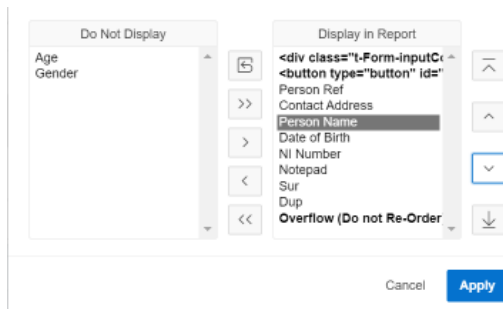 Do Not Display
Age
Gender
>>
>
<
<<
Display in Report
<div class="t-Form-inputCo
<button type="button" id="
Person Ref
Contact Address
Person Name
Date of Birth
NI Number
Notepad
Sur
Dup
Overflow (Do not Re-Order
Cancel
Apply